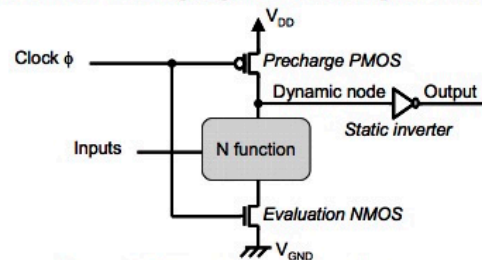 V_DD
Clock ϕ
Precharge PMOS
Dynamic node
Output
Static inverter
Inputs
N function
Evaluation NMOS
V_GND